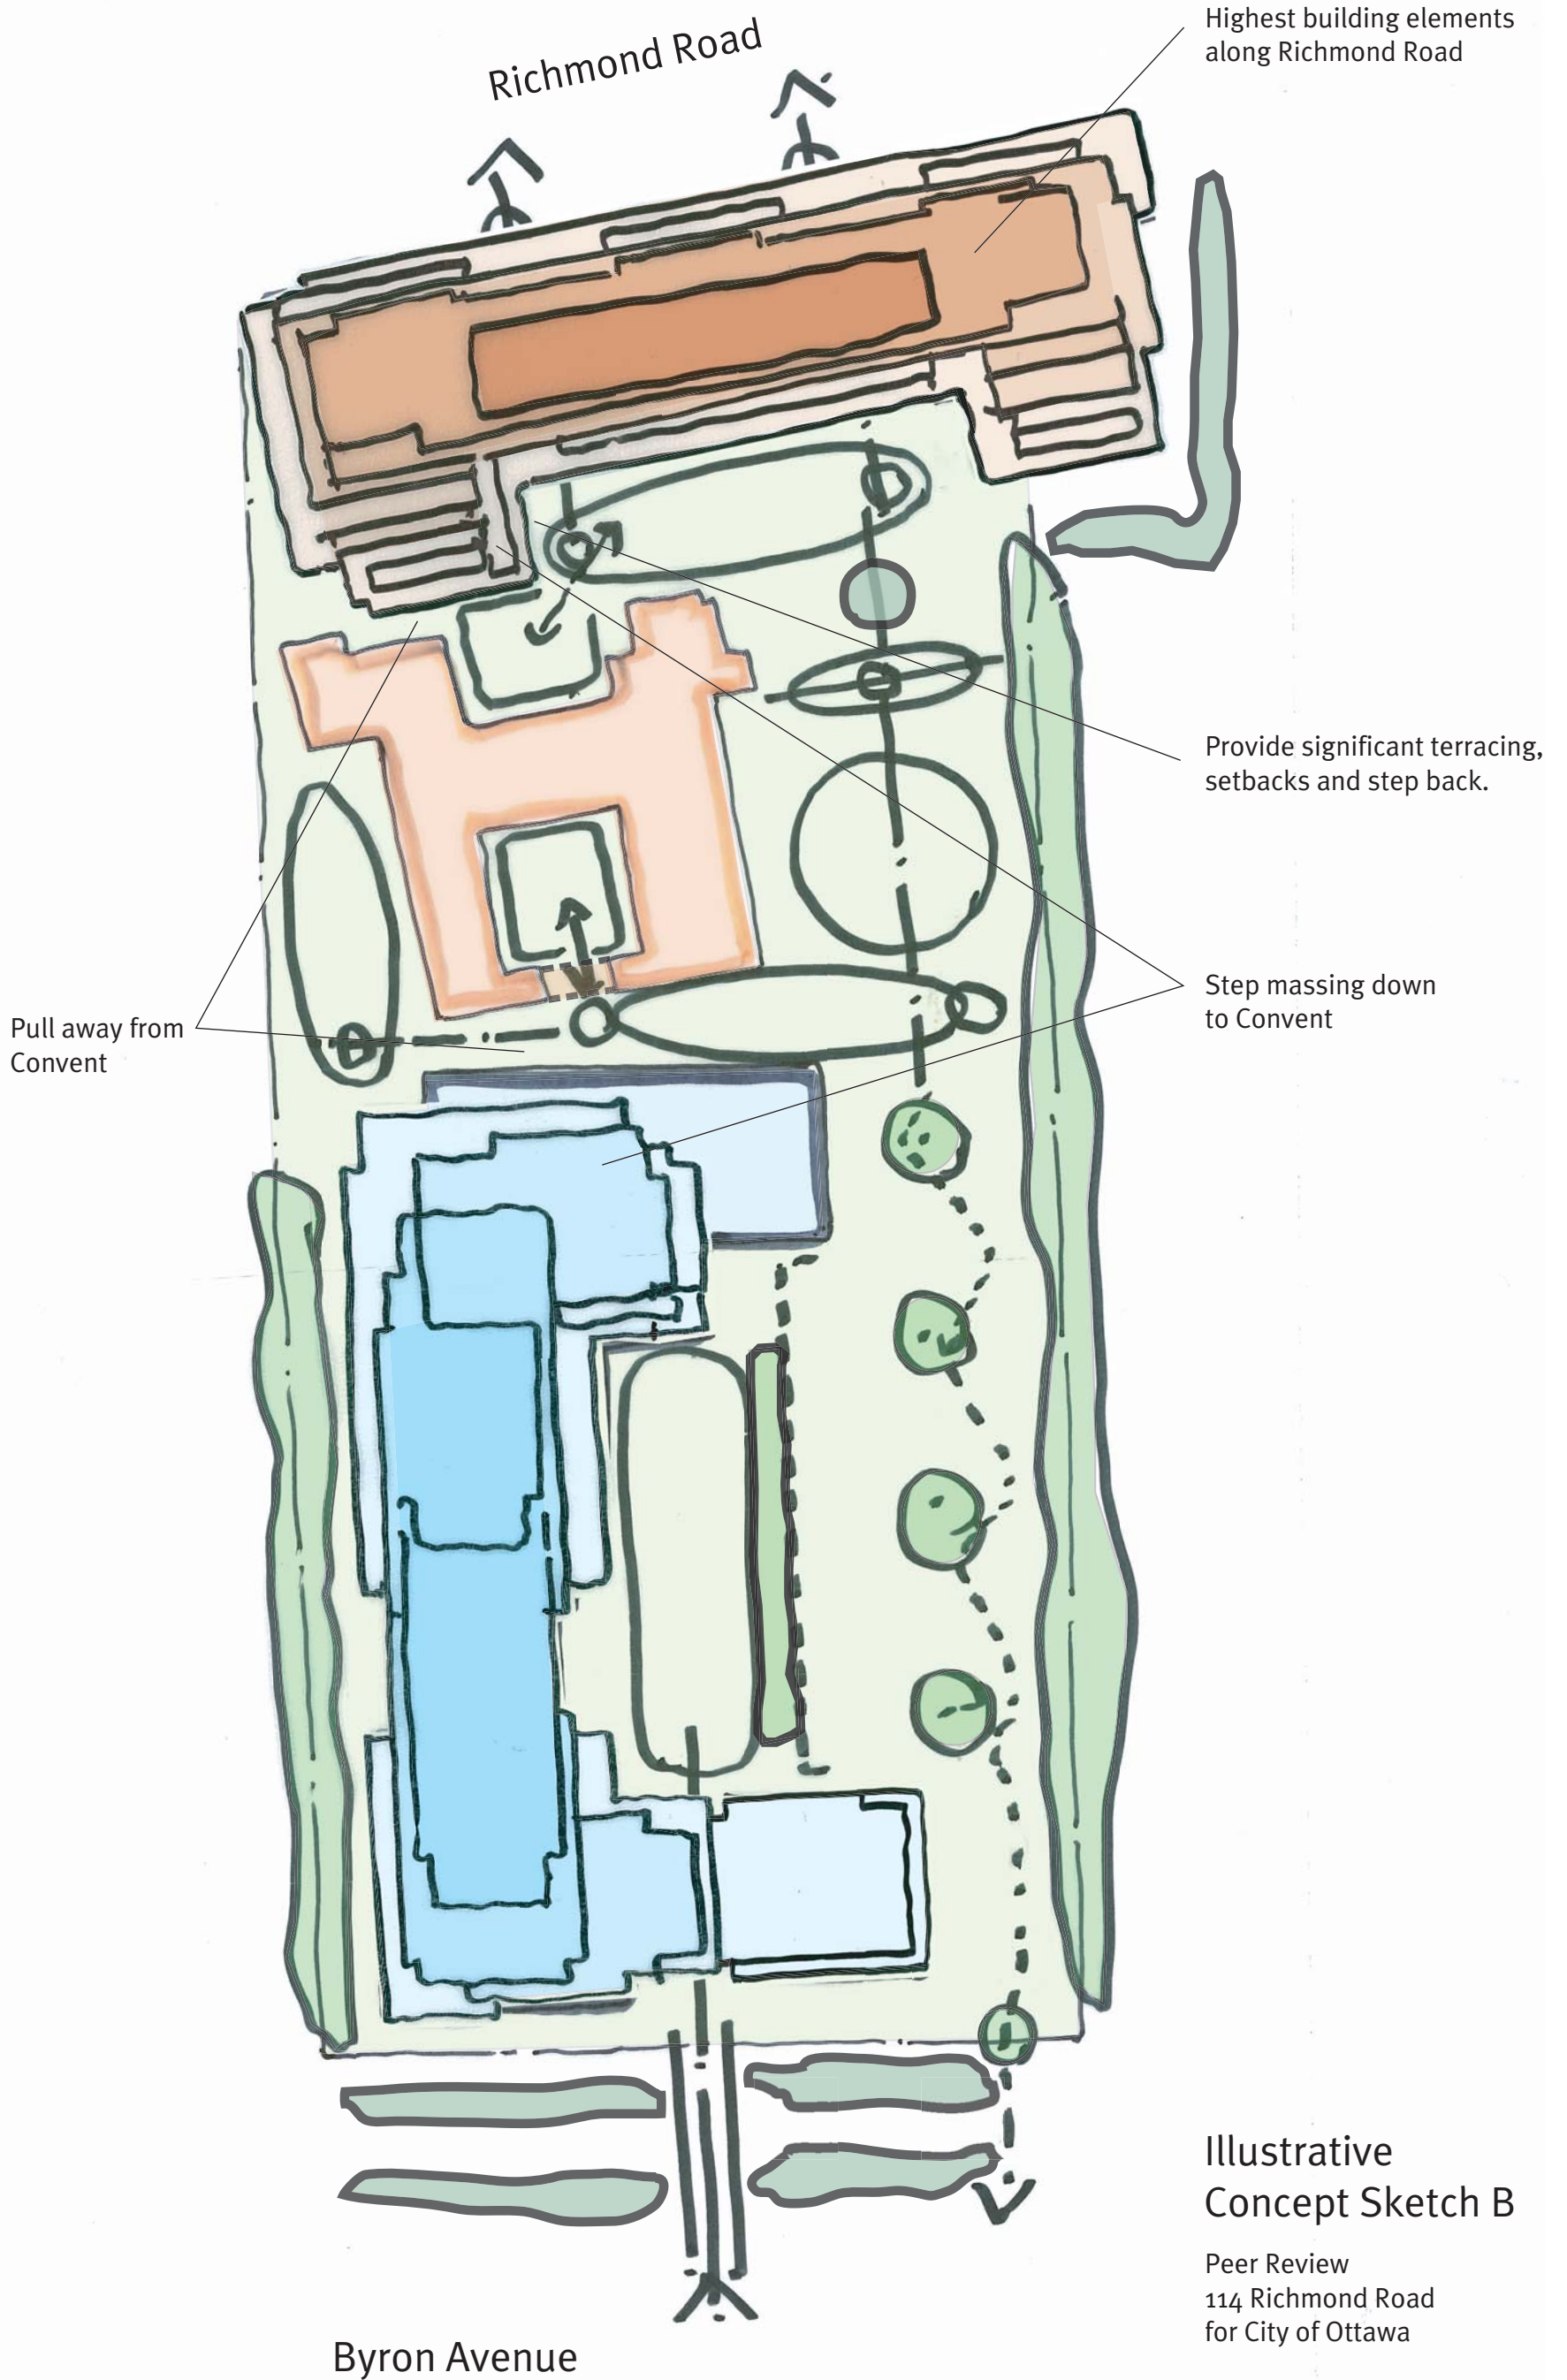 Highest building elements
along Richmond Road
Richmond Road
Provide significant terracing,
setbacks and step back.
Step massing down
to Convent
Pull away from
Convent
Illustrative
Concept Sketch B
Peer Review
114 Richmond Road
for City of Ottawa
Byron Avenue